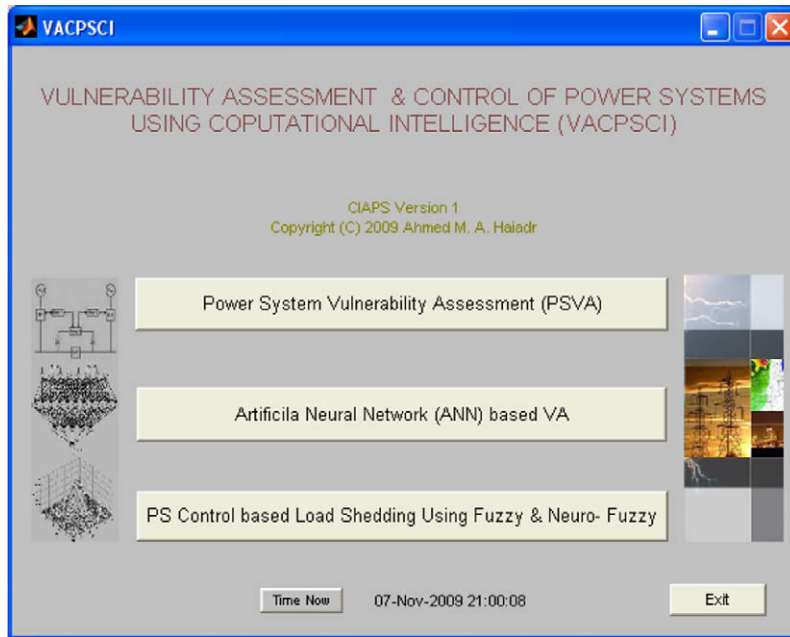 VACPSCI
VULNERABILITY ASSESSMENT & CONTROL OF POWER SYSTEMS
USING COPUTATIONAL INTELLIGENCE (VACPSCI)
CIAPS Version 1
Copyright (C) 2009 Ahmed M. A. Haiadr
Power System Vulnerability Assessment (PSVA)
Artificila Neural Network (ANN) based VA
PS Control based Load Shedding Using Fuzzy & Neuro- Fuzzy
Time Now 07-Nov-2009 21:00:08 Exit